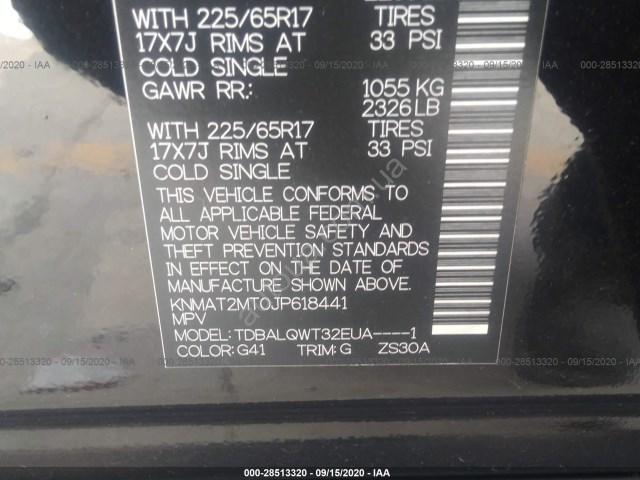 WITH 225/65R17 TIRES
17X7J RIMS AT 33 PSI
COLD SINGLE
GAWR RR.: 1055 KG
2326 LB
WITH 225/65R17 TIRES
17X7J RIMS AT 33 PSI
COLD SINGLE
THIS VEHICLE CONFORMS TO
ALL APPLICABLE FEDERAL
MOTOR VEHICLE SAFETY AND
THEFT PREVENTION STANDARDS
IN EFFECT ON THE DATE OF
MANUFACTURE SHOWN ABOVE.
KNMAT2MT0JP618441
MPV
MODEL: TDBALQWT32EUA----1
COLOR: G41 TRIM: G ZS30A
000-28513320 - 09/15/2020 - IAA